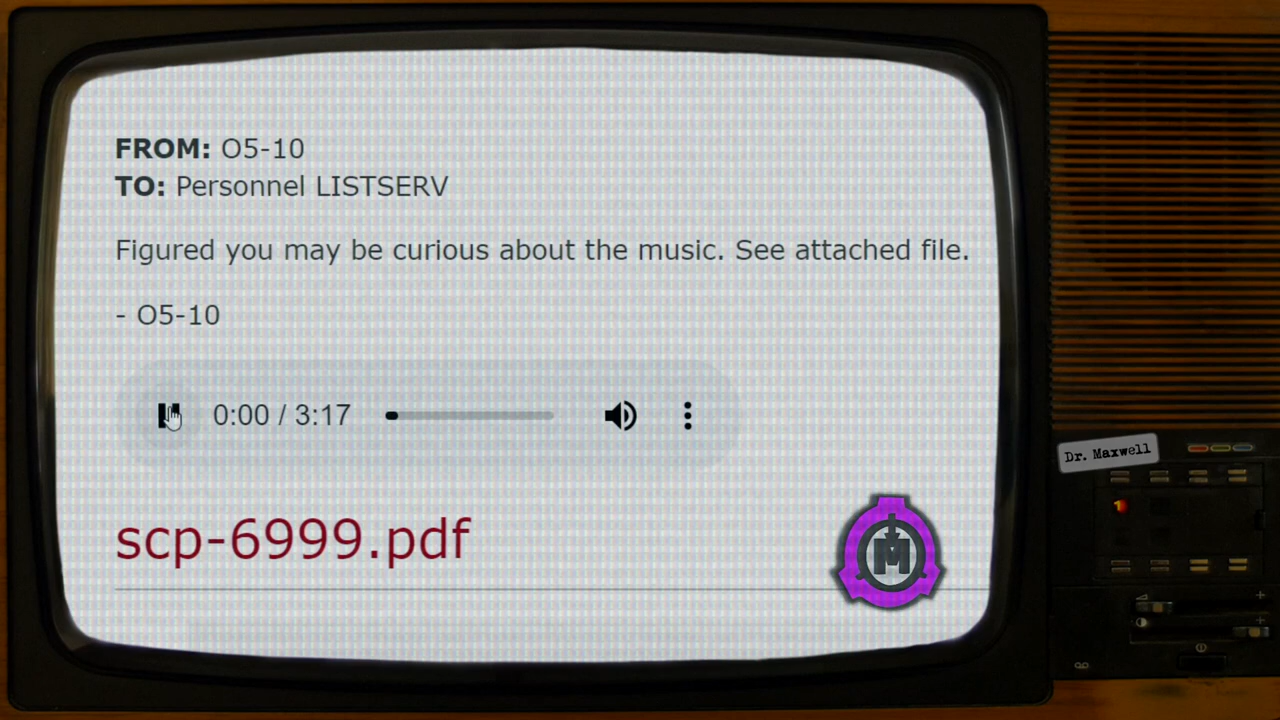 FROM: O5-10
TO: Personnel LISTSERV
Figured you may be curious about the music. See attached file.
- O5-10
0:00 / 3:17
scp-6999.pdf
M
Dr. Maxwell
1